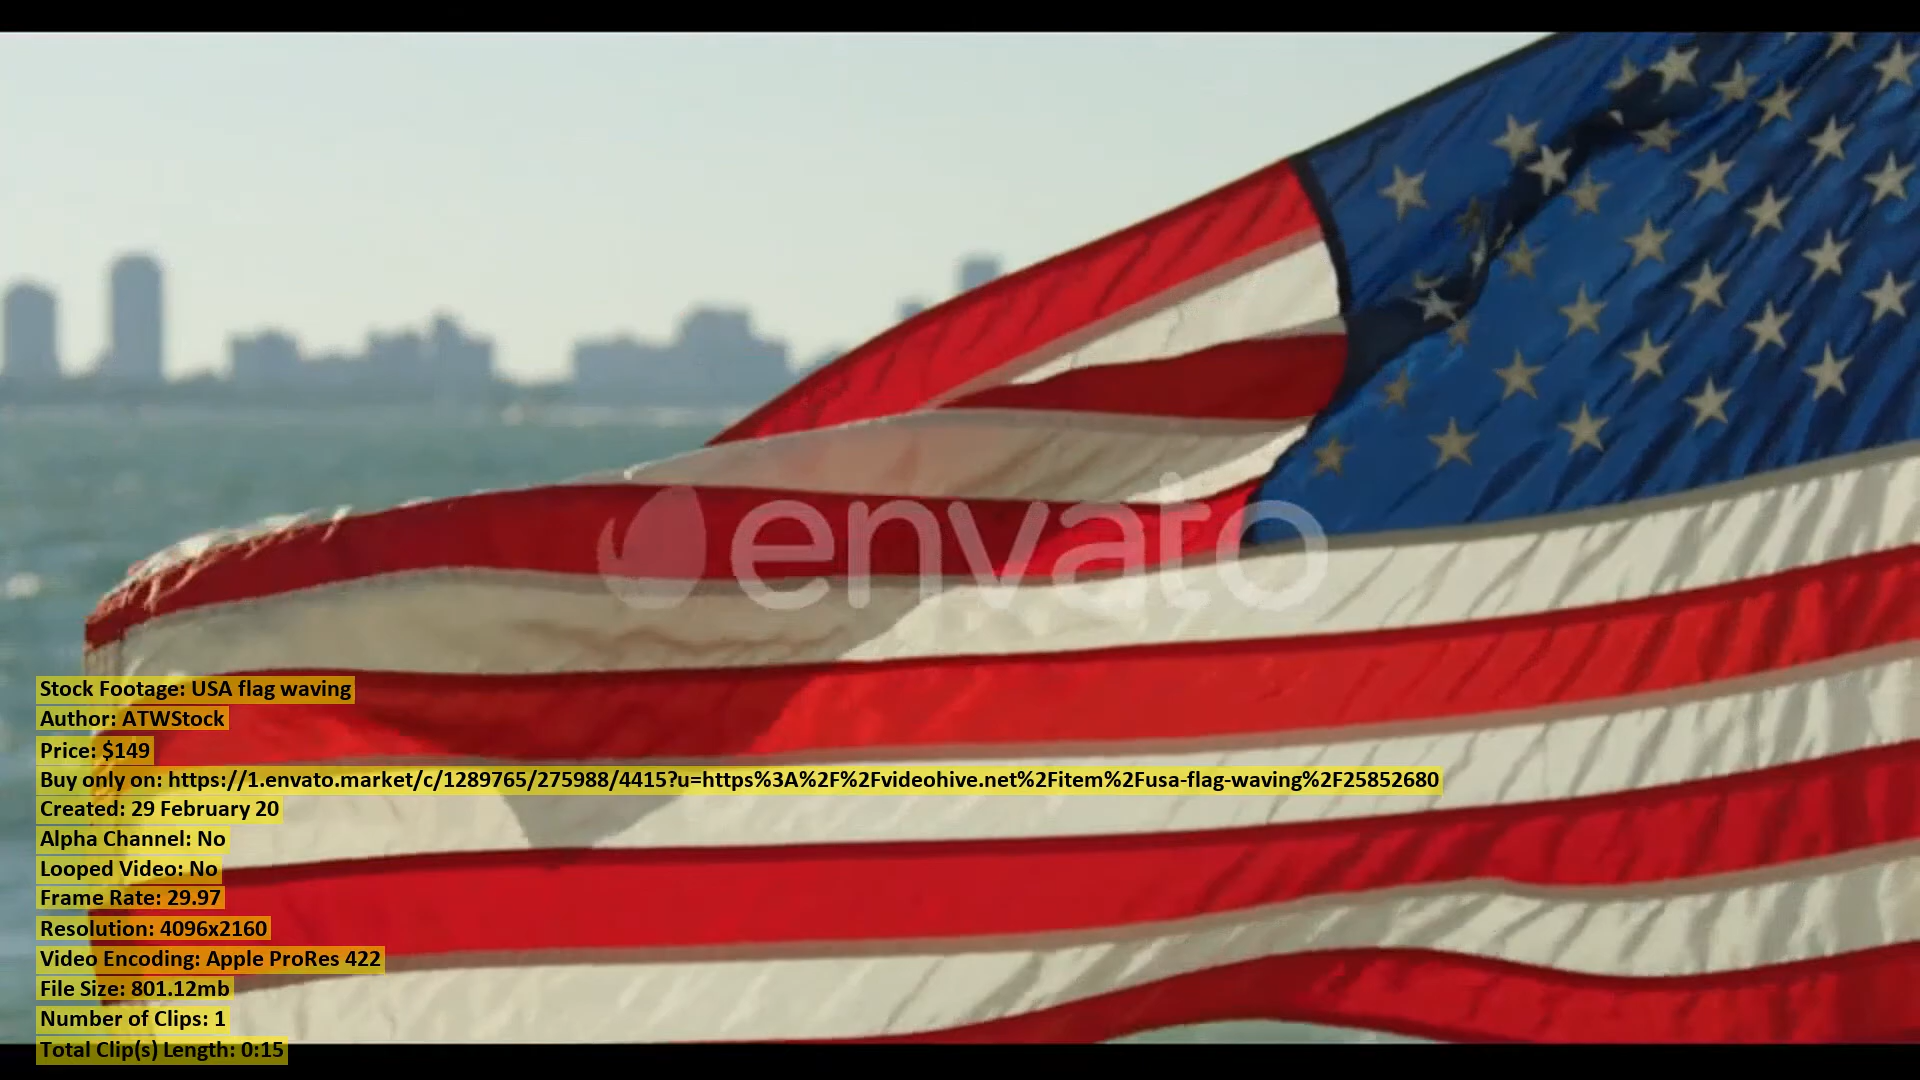 envato
Stock Footage: USA flag waving
Author: ATWStock
Price: $149
Buy only on: https://1.envato.market/c/1289765/275988/4415?u=https%3A%2F%2Fvideohive.net%2Fitem%2Fusa-flag-waving%2F25852680
Created: 29 February 20
Alpha Channel: No
Looped Video: No
Frame Rate: 29.97
Resolution: 4096x2160
Video Encoding: Apple ProRes 422
File Size: 801.12mb
Number of Clips: 1
Total Clip(s) Length: 0:15